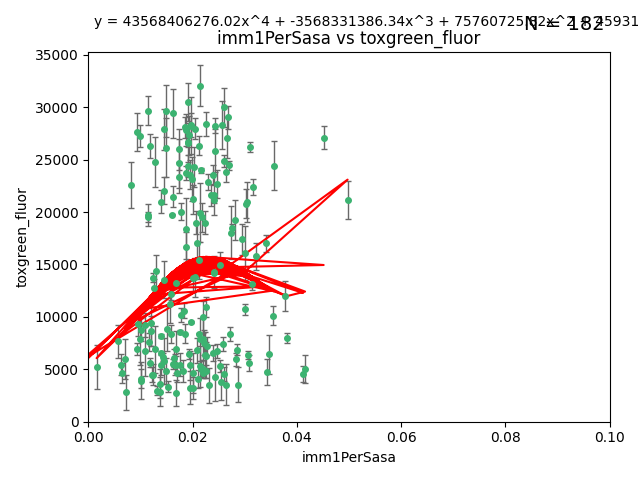 y = 43568406276.02x^4 + -3568331386.34x^3 +
N = 182
imm1PerSasa vs toxgreen_fluor
35000
30000
25000
20000
15000
10000
5000
0
toxgreen_fluor
0.00 0.02 0.04 0.06 0.08 0.10
imm1PerSasa